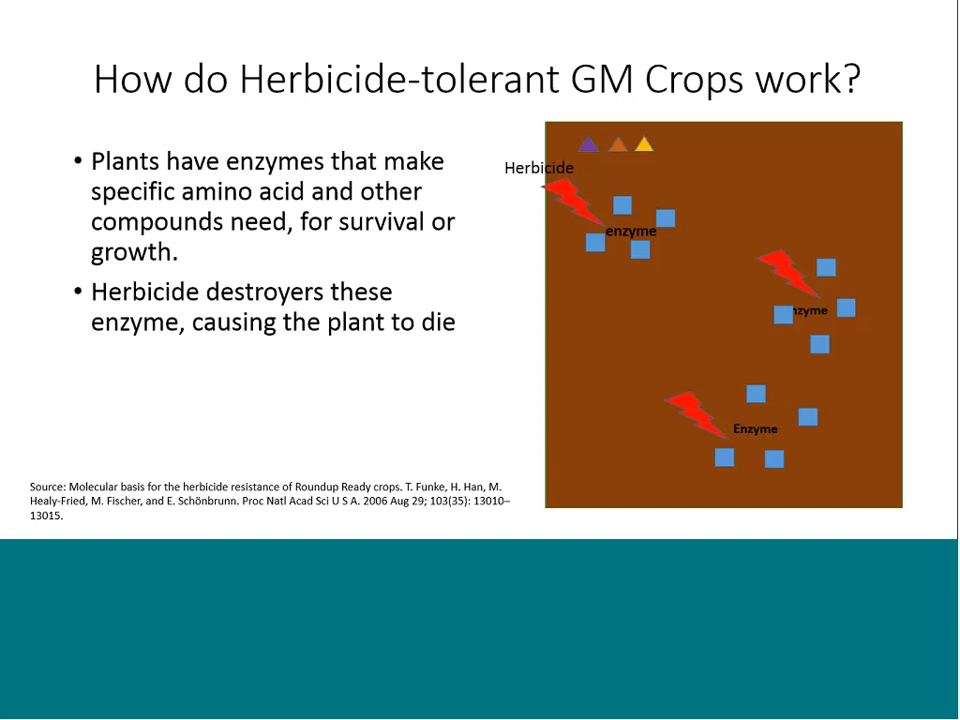 How do Herbicide-tolerant GM Crops work?
• Plants have enzymes that make
specific amino acid and other
compounds need, for survival or
growth.
• Herbicide destroyers these
enzyme, causing the plant to die
Herbicide
enzyme
nzyme
Enzyme
Source: Molecular basis for the herbicide resistance of Roundup Ready crops. T. Funke, H. Han, M.
Healy-Fried, M. Fischer, and E. Schönbrunn. Proc Natl Acad Sci U S A. 2006 Aug 29; 103(35): 13010–
13015.